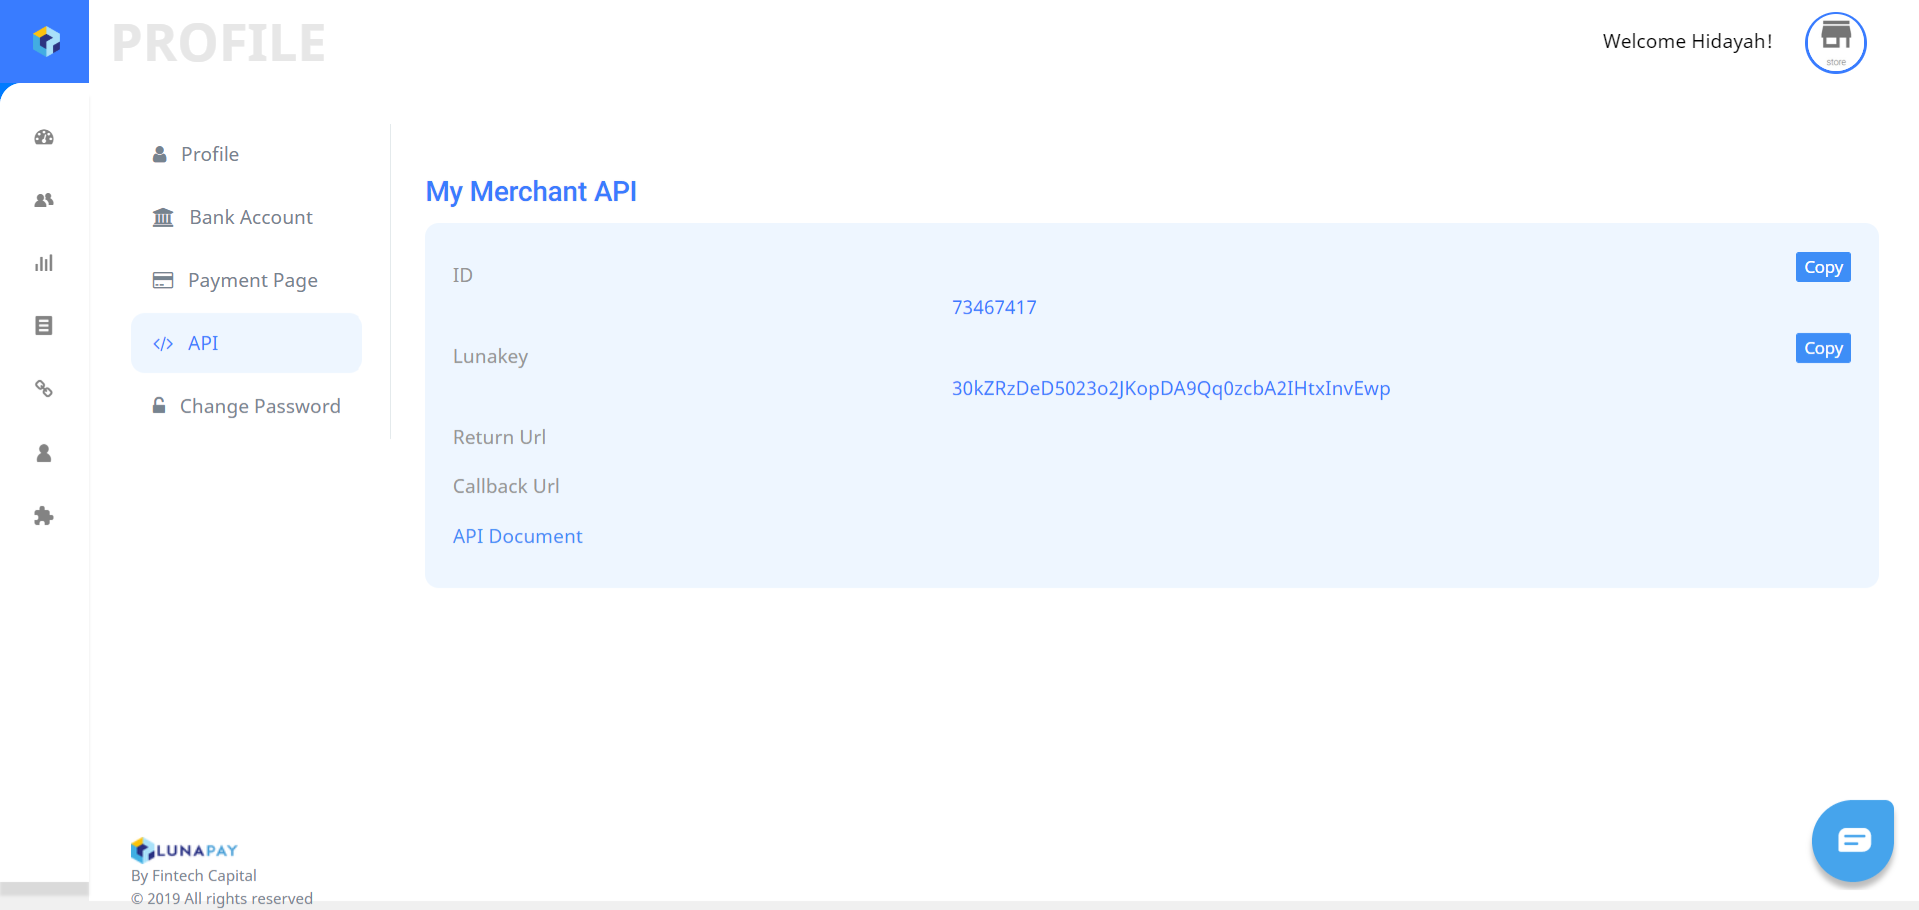 PROFILE
Welcome Hidayah!
store
Profile
Bank Account
Payment Page
API
Change Password
My Merchant API
ID
Copy
73467417
Lunakey
Copy
30kZRzDeD5023o2JKopDA9Qq0zcbA2IHtxInvEwp
Return Url
Callback Url
API Document
LUNAPAY
By Fintech Capital
© 2019 All rights reserved